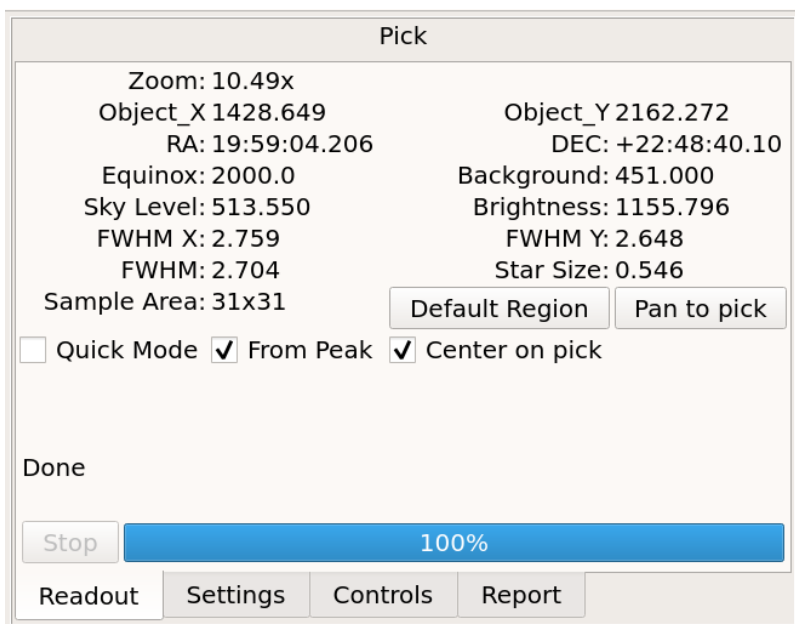 Pick
Zoom: 10.49x
Object_X 1428.649 Object_Y 2162.272
RA: 19:59:04.206 DEC: +22:48:40.10
Equinox: 2000.0 Background: 451.000
Sky Level: 513.550 Brightness: 1155.796
FWHM X: 2.759 FWHM Y: 2.648
FWHM: 2.704 Star Size: 0.546
Sample Area: 31x31 Default Region Pan to pick
Quick Mode From Peak Center on pick
Done
Stop 100%
Readout Settings Controls Report